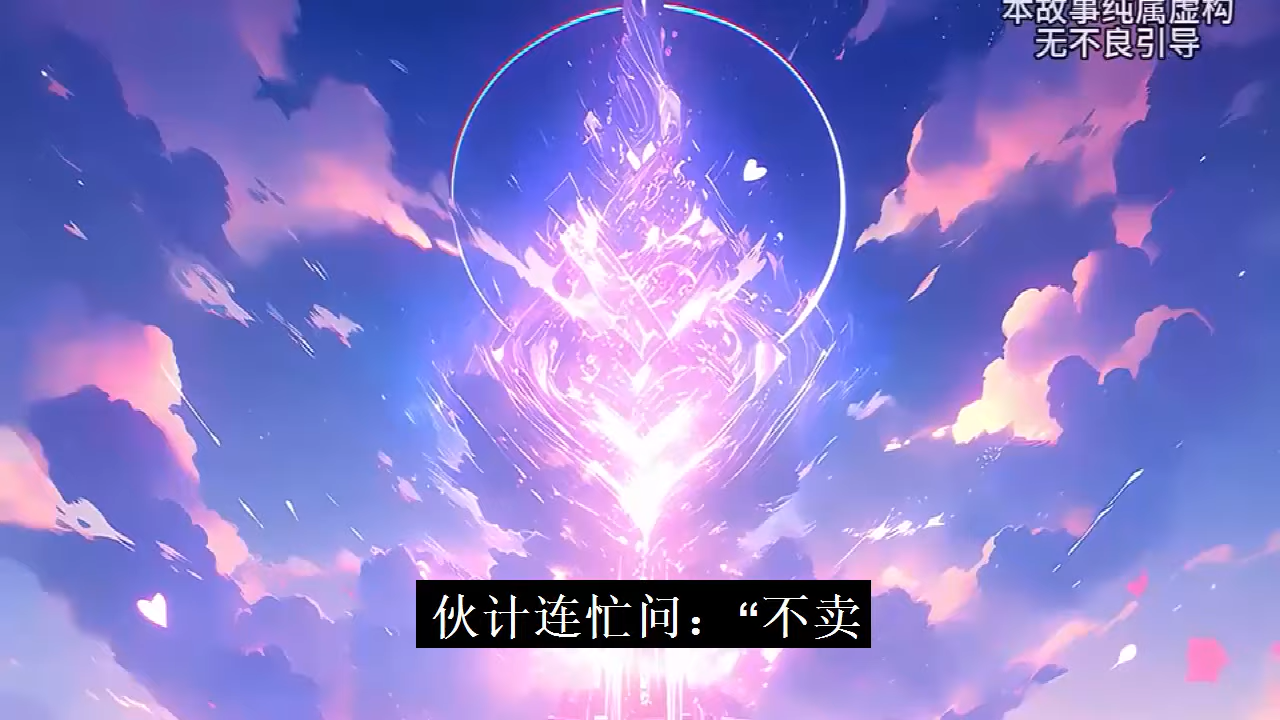 本故事纯属虚构
无不良引导
伙计连忙问：“不卖